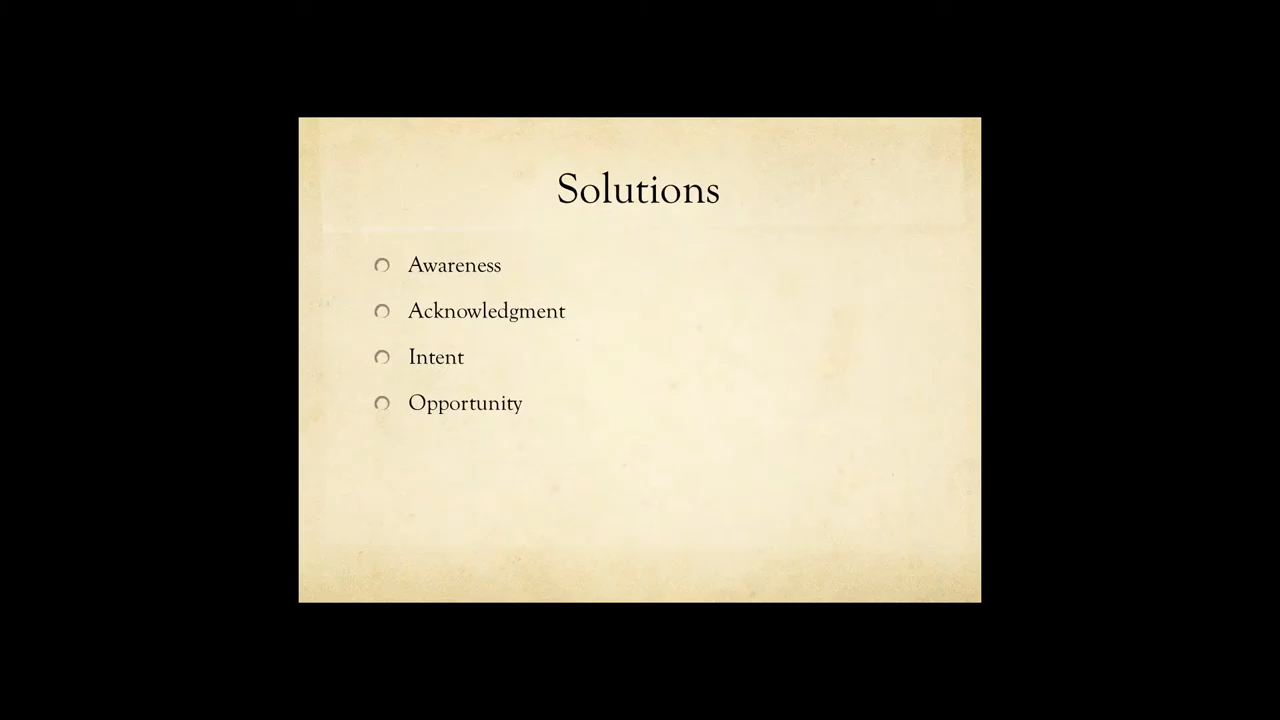 Solutions
Awareness
Acknowledgment
Intent
Opportunity